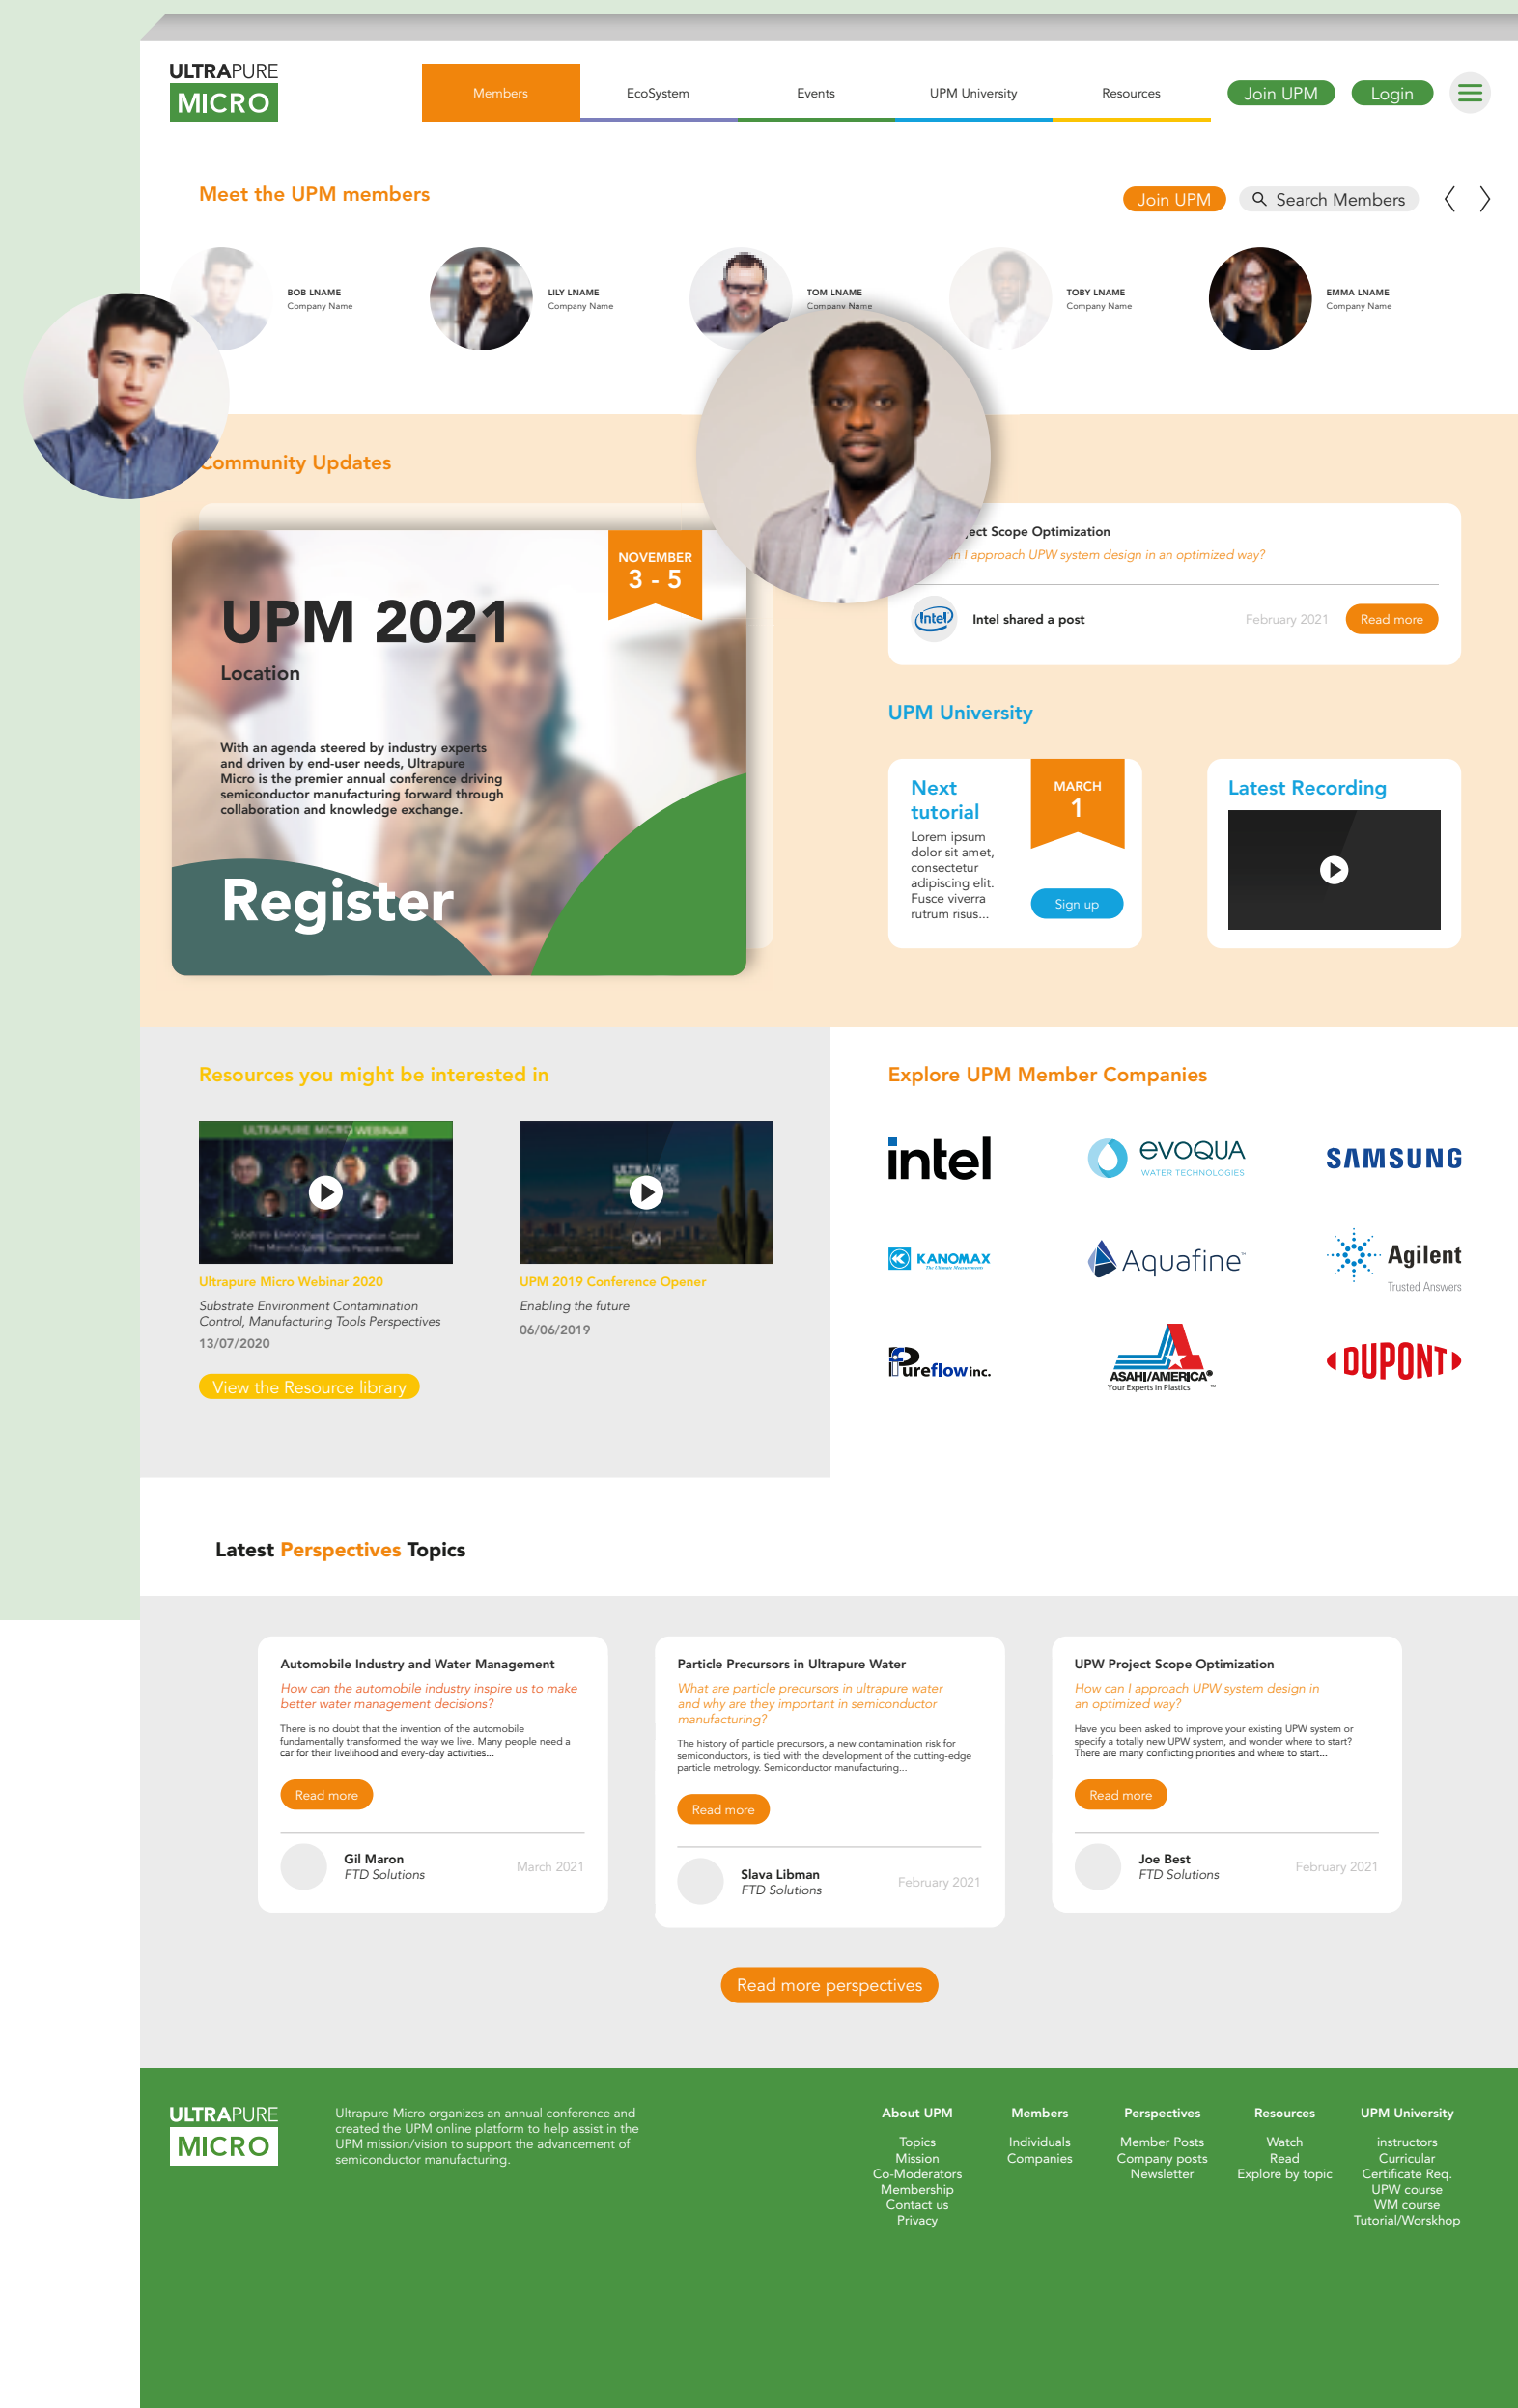 ULTRAPURE
MICRO
Members
EcoSystem
Events
UPM University
Resources
Join UPM
Login
Meet the UPM members
Join UPM
Search Members
BOB LNAME
Company Name
LILY LNAME
Company Name
TOM LNAME
Company Name
TOBY LNAME
Company Name
EMMA LNAME
Company Name
Community Updates
NOVEMBER
3 - 5
UPM 2021
Location
With an agenda steered by industry experts
and driven by end-user needs, Ultrapure
Micro is the premier annual conference driving
semiconductor manufacturing forward through
collaboration and knowledge exchange.
Register
Scope Optimization
I approach UPW system design in an optimized way?
intel
Intel shared a post
February 2021
Read more
UPM University
Next
tutorial
MARCH
1
Lorem ipsum
dolor sit amet,
consectetur
adipiscing elit.
Fusce viverra
rutrum risus...
Sign up
Latest Recording
Resources you might be interested in
ULTRAPURE MICRO WEBINAR
Substrate Environment Contamination Control
The Manufacturing Tools Perspectives
ULTRAPURE
Ultrapure Micro Webinar 2020
Substrate Environment Contamination
Control, Manufacturing Tools Perspectives
13/07/2020
UPM 2019 Conference Opener
Enabling the future
06/06/2019
View the Resource library
Explore UPM Member Companies
intel
evoQUA
WATER TECHNOLOGIES
SAMSUNG
KANOMAX
The Ultimate Measurements
Aquafine™
Agilent
Trusted Answers
Pureflow inc.
ASAHI/AMERICA®
Your Experts in Plastics ™
DUPONT
Latest Perspectives Topics
Automobile Industry and Water Management
How can the automobile industry inspire us to make
better water management decisions?
There is no doubt that the invention of the automobile
fundamentally transformed the way we live. Many people need a
car for their livelihood and every-day activities...
Read more
Gil Maron
FTD Solutions
March 2021
Particle Precursors in Ultrapure Water
What are particle precursors in ultrapure water
and why are they important in semiconductor
manufacturing?
The history of particle precursors, a new contamination risk for
semiconductors, is tied with the development of the cutting-edge
particle metrology. Semiconductor manufacturing...
Read more
Slava Libman
FTD Solutions
February 2021
UPW Project Scope Optimization
How can I approach UPW system design in
an optimized way?
Have you been asked to improve your existing UPW system or
specify a totally new UPW system, and wonder where to start?
There are many conflicting priorities and where to start...
Read more
Joe Best
FTD Solutions
February 2021
Read more perspectives
ULTRAPURE
MICRO
Ultrapure Micro organizes an annual conference and
created the UPM online platform to help assist in the
UPM mission/vision to support the advancement of
semiconductor manufacturing.
About UPM
Topics
Mission
Co-Moderators
Membership
Contact us
Privacy
Members
Individuals
Companies
Perspectives
Member Posts
Company posts
Newsletter
Resources
Watch
Read
Explore by topic
UPM University
instructors
Curricular
Certificate Req.
UPW course
WM course
Tutorial/Worskhop